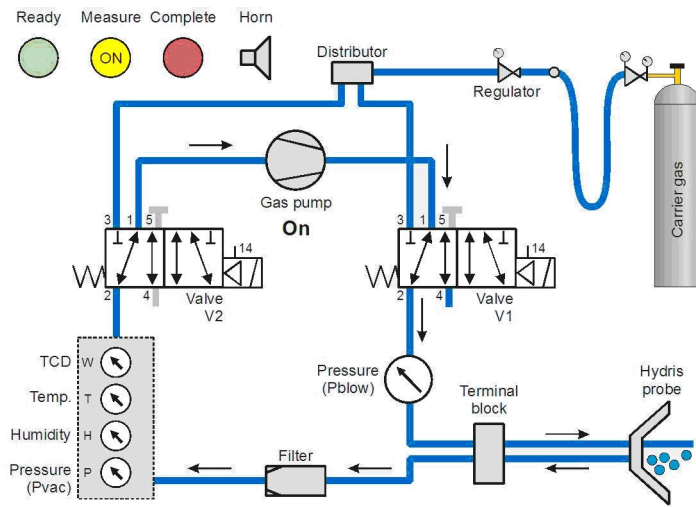 Ready Measure Complete Horn
ON
Distributor
Regulator
Carrier gas
Gas pump
On
3 1 5
14
2 4
Valve
V2
3 1 5
14
2 4
Valve
V1
TCD W
Temp. T
Humidity H
Pressure P
(Pvac)
Pressure
(Pblow)
Terminal
block
Hydris
probe
Filter